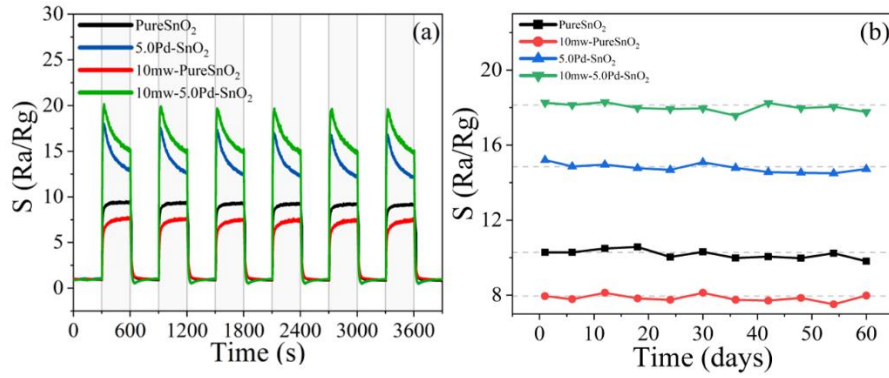 (a)
PureSnO₂
5.0Pd-SnO₂
10mw-PureSnO₂
10mw-5.0Pd-SnO₂
S (Ra/Rg)
30
25
20
15
10
5
0
0 600 1200 1800 2400 3000 3600
Time (s)
(b)
PureSnO₂
10mw-PureSnO₂
5.0Pd-SnO₂
10mw-5.0Pd-SnO₂
S (Ra/Rg)
20
16
12
8
0 10 20 30 40 50 60
Time (days)